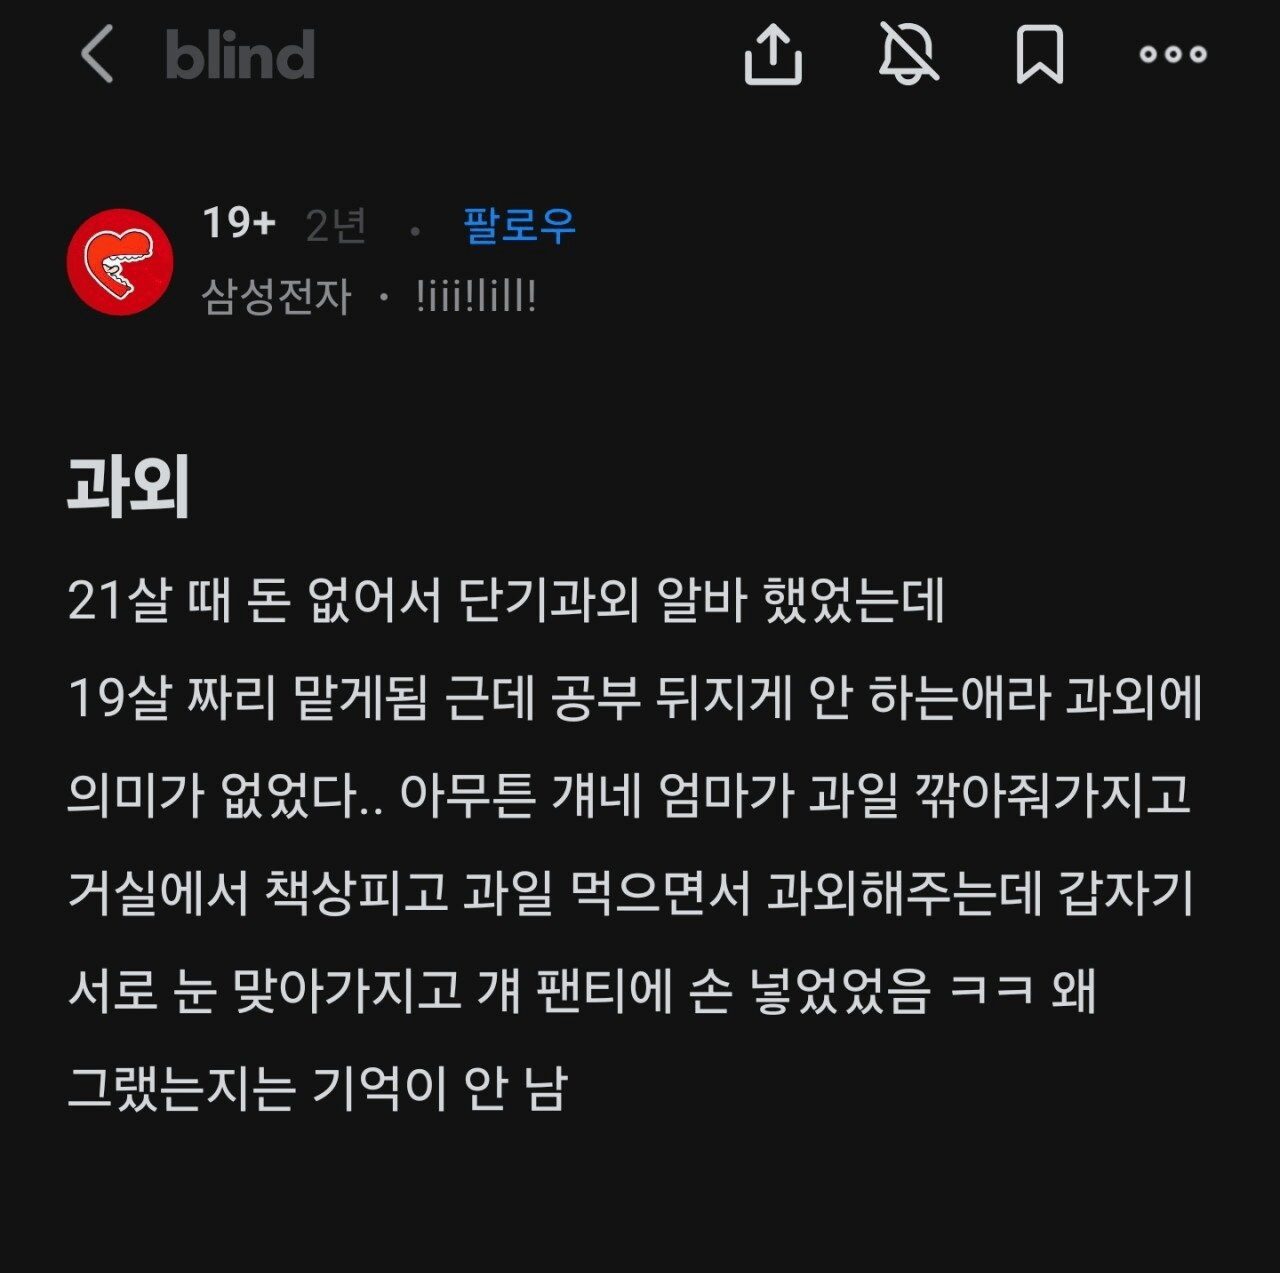 blind
19+ 2년 · 팔로우
삼성전자 · !iii!lill!
과외
21살 때 돈 없어서 단기과외 알바 했었는데
19살 짜리 맡게됨 근데 공부 뒤지게 안 하는애라 과외에
의미가 없었다.. 아무튼 걔네 엄마가 과일 깎아줘가지고
거실에서 책상피고 과일 먹으면서 과외해주는데 갑자기
서로 눈 맞아가지고 걔 팬티에 손 넣었었음 ㅋㅋ 왜
그랬는지는 기억이 안 남